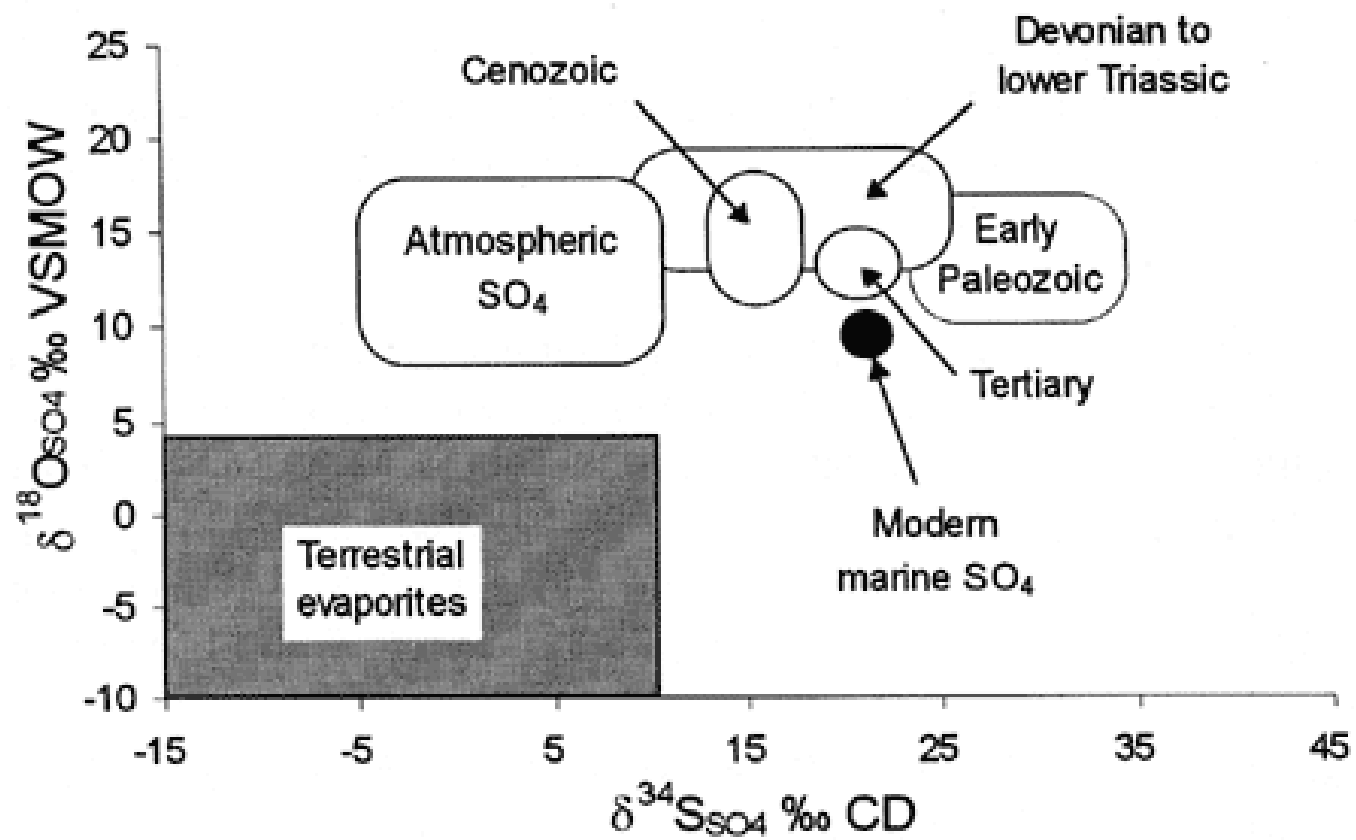 Devonian to
lower Triassic
Cenozoic
Atmospheric
SO₄
Early
Paleozoic
Tertiary
Modern
marine SO₄
Terrestrial
evaporites
δ¹⁸Oso₄ ‰ VSMOW
25
20
15
10
5
0
-5
-10
-15
-5
5
15
25
35
45
δ³⁴Sso₄ ‰ CD